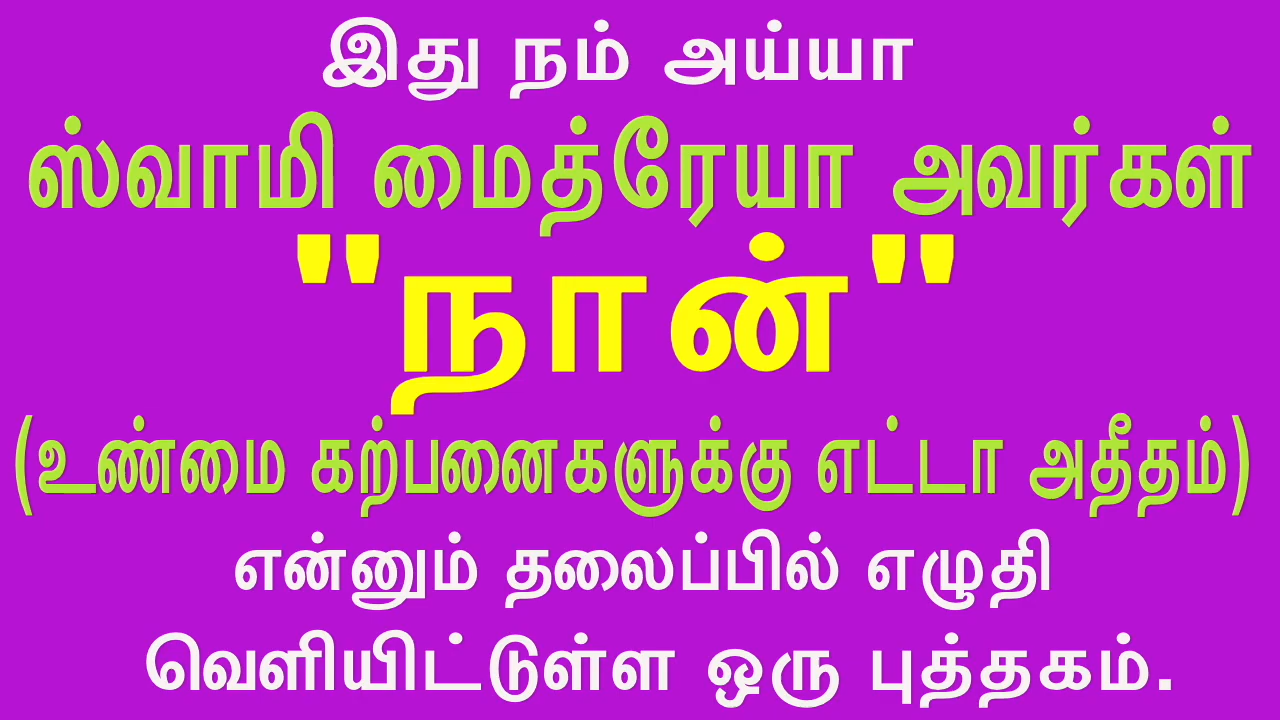 இது நம் அய்யா
ஸ்வாமி மைத்ரேயா அவர்கள்
"நான்"
(உண்மை கற்பனைகளுக்கு எட்டா அதீதம்)
என்னும் தலைப்பில் எழுதி
வெளியிட்டுள்ள ஒரு புத்தகம்.